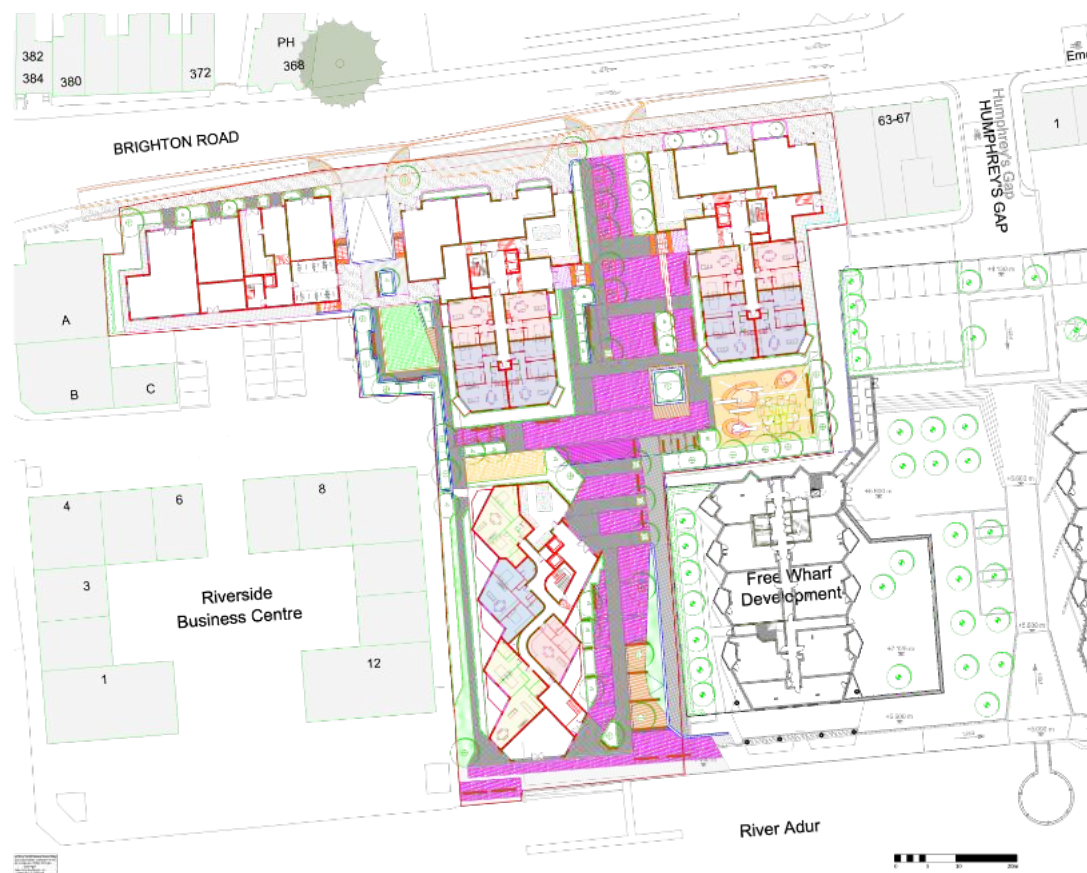 382
384
380
372
PH
368
BRIGHTON ROAD
63-67
Humphrey's Gap
HUMPHREY'S GAP
1
A
B
C
4
6
8
3
Riverside
Business Centre
1
12
Free Wharf
Development
River Adur